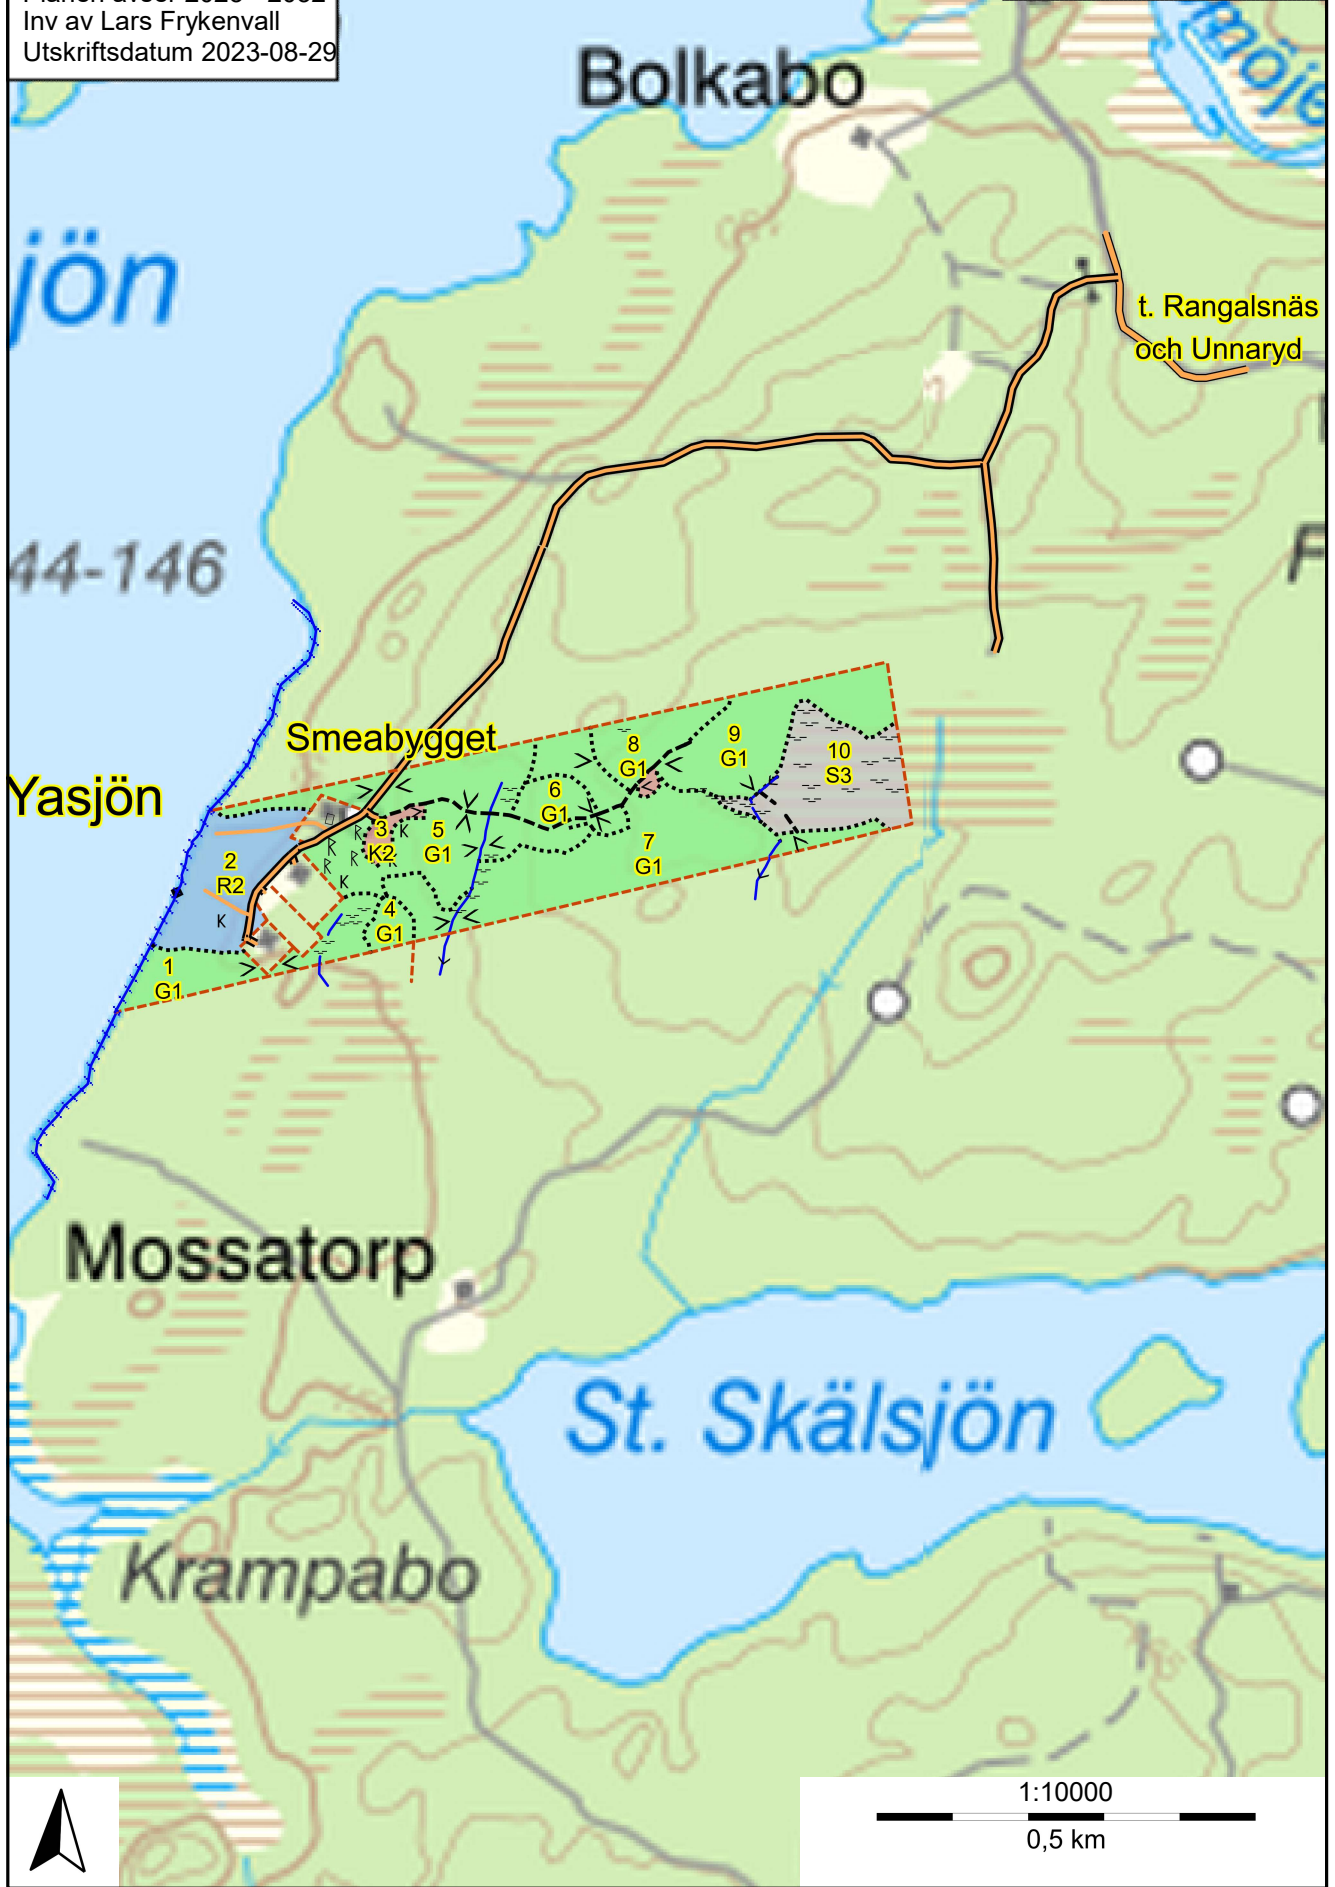 Inv av Lars Frykenvall
Utskriftsdatum 2023-08-29
Bolkabo
jön
t. Rangalsnäs
och Unnaryd
44-146
F
Smeabygget
Yasjön
8
G1
9
G1
10
S3
6
G1
3
K2
5
G1
7
G1
2
R2
4
G1
1
G1
K
R
R
R
K
K
K
Mossatorp
St. Skälsjön
Krampabo
1:10000
0,5 km